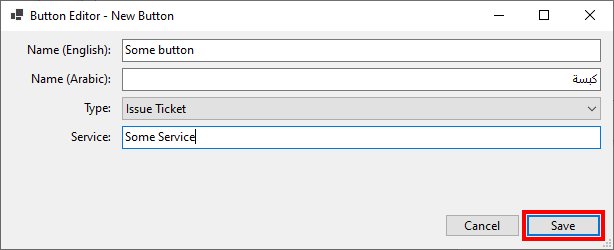 Button Editor - New Button
Name (English): Some button
Name (Arabic): كبسة
Type: Issue Ticket
Service: Some Service
Cancel Save